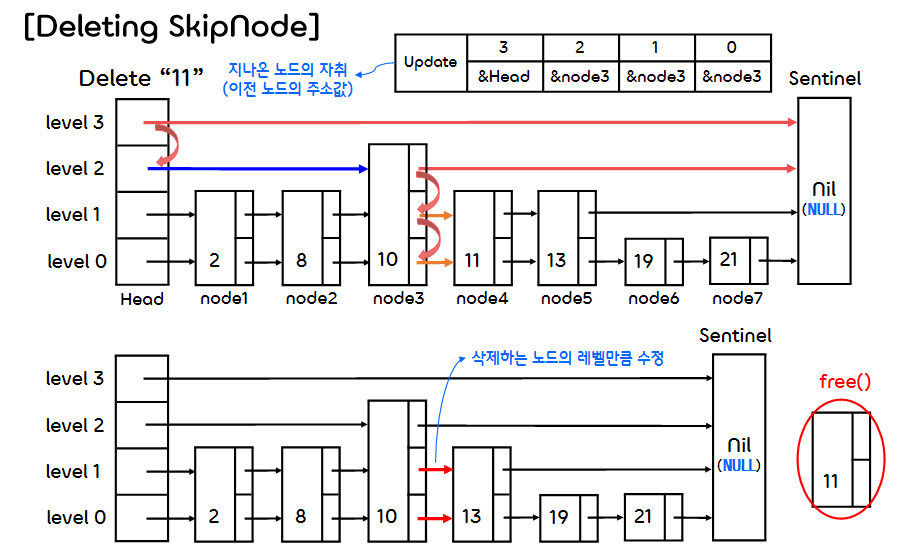 [Deleting SkipNode]
Delete "11"
지나온 노드의 자취
(이전 노드의 주소값)
Update
3 2 1 0
&Head &node3 &node3 &node3
Sentinel
level 3
level 2
level 1
level 0
2 8 10 11 13 19 21
Nil
(NULL)
Head node1 node2 node3 node4 node5 node6 node7
Sentinel
삭제하는 노드의 레벨만큼 수정
free()
level 3
level 2
level 1
level 0
2 8 10 13 19 21
Nil
(NULL)
11